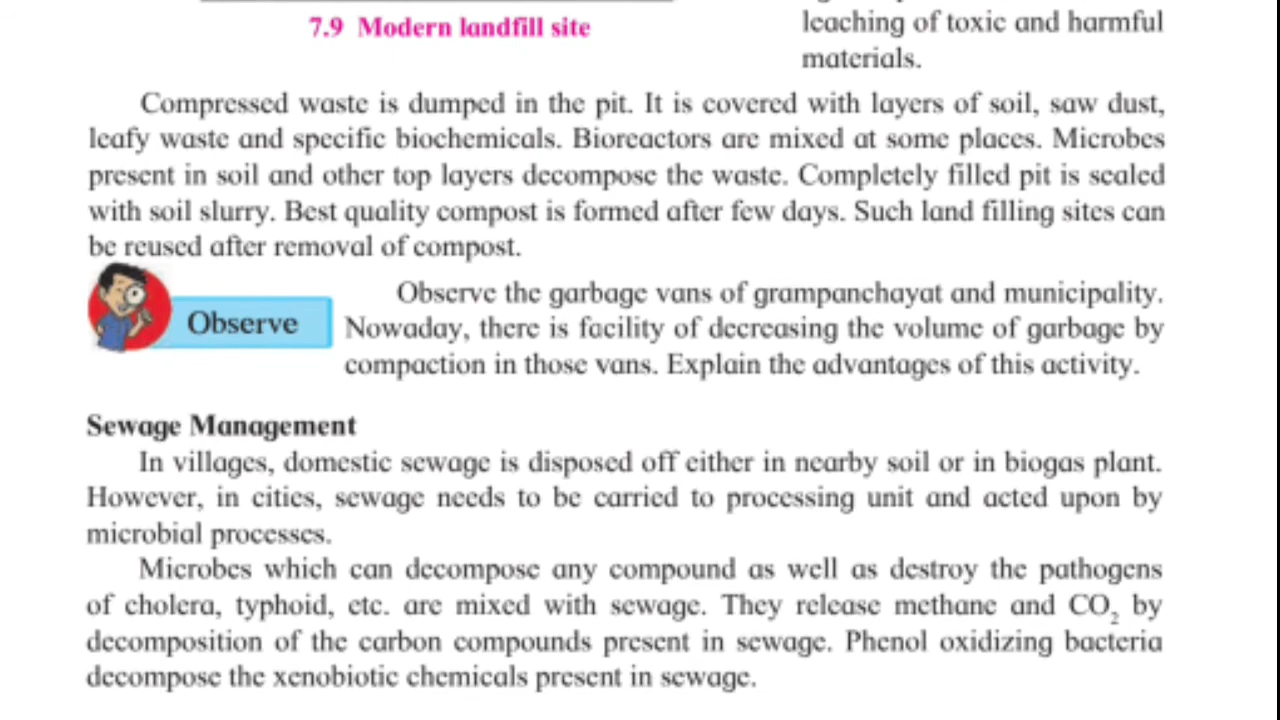 7.9 Modern landfill site
leaching of toxic and harmful
materials.
Compressed waste is dumped in the pit. It is covered with layers of soil, saw dust,
leafy waste and specific biochemicals. Bioreactors are mixed at some places. Microbes
present in soil and other top layers decompose the waste. Completely filled pit is sealed
with soil slurry. Best quality compost is formed after few days. Such land filling sites can
be reused after removal of compost.
Observe
Observe the garbage vans of grampanchayat and municipality.
Nowaday, there is facility of decreasing the volume of garbage by
compaction in those vans. Explain the advantages of this activity.
Sewage Management
In villages, domestic sewage is disposed off either in nearby soil or in biogas plant.
However, in cities, sewage needs to be carried to processing unit and acted upon by
microbial processes.
Microbes which can decompose any compound as well as destroy the pathogens
of cholera, typhoid, etc. are mixed with sewage. They release methane and CO₂ by
decomposition of the carbon compounds present in sewage. Phenol oxidizing bacteria
decompose the xenobiotic chemicals present in sewage.